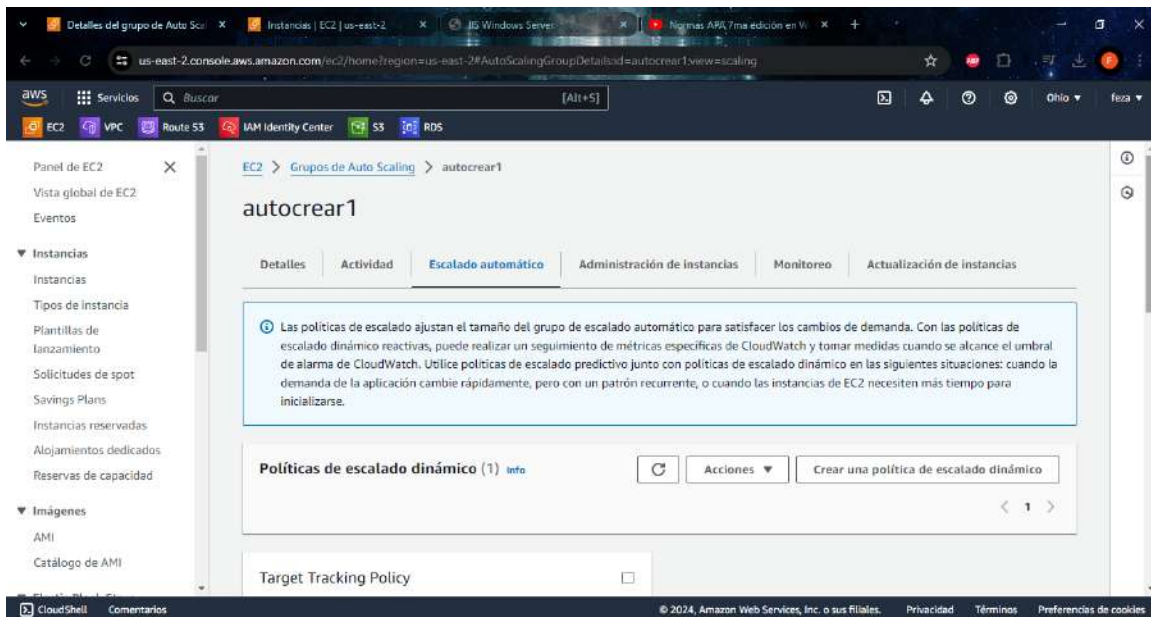 Detalles del grupo de Auto Scal
Instancias | EC2 | us-east-2
IIS Windows Server
Normas APA 7ma edición en W
us-east-2.console.aws.amazon.com/ec2/home?region=us-east-2#AutoScalingGroupDetails:id=autocrear1;view=scaling
aws
Servicios
Buscar
[Alt+S]
Ohio
feza
EC2
VPC
Route 53
IAM Identity Center
S3
RDS
Panel de EC2
Vista global de EC2
Eventos
Instancias
Instancias
Tipos de instancia
Plantillas de
lanzamiento
Solicitudes de spot
Savings Plans
Instancias reservadas
Alojamientos dedicados
Reservas de capacidad
Imágenes
AMI
Catálogo de AMI
EC2 > Grupos de Auto Scaling > autocrear1
autocrear1
Detalles
Actividad
Escalado automático
Administración de instancias
Monitoreo
Actualización de instancias
Las políticas de escalado ajustan el tamaño del grupo de escalado automático para satisfacer los cambios de demanda. Con las políticas de
escalado dinámico reactivas, puede realizar un seguimiento de métricas específicas de CloudWatch y tomar medidas cuando se alcance el umbral
de alarma de CloudWatch. Utilice políticas de escalado predictivo junto con políticas de escalado dinámico en las siguientes situaciones: cuando la
demanda de la aplicación cambie rápidamente, pero con un patrón recurrente, o cuando las instancias de EC2 necesiten más tiempo para
inicializarse.
Políticas de escalado dinámico (1) Info
Acciones
Crear una política de escalado dinámico
1
Target Tracking Policy
CloudShell
Comentarios
© 2024, Amazon Web Services, Inc. o sus filiales.
Privacidad
Términos
Preferencias de cookies